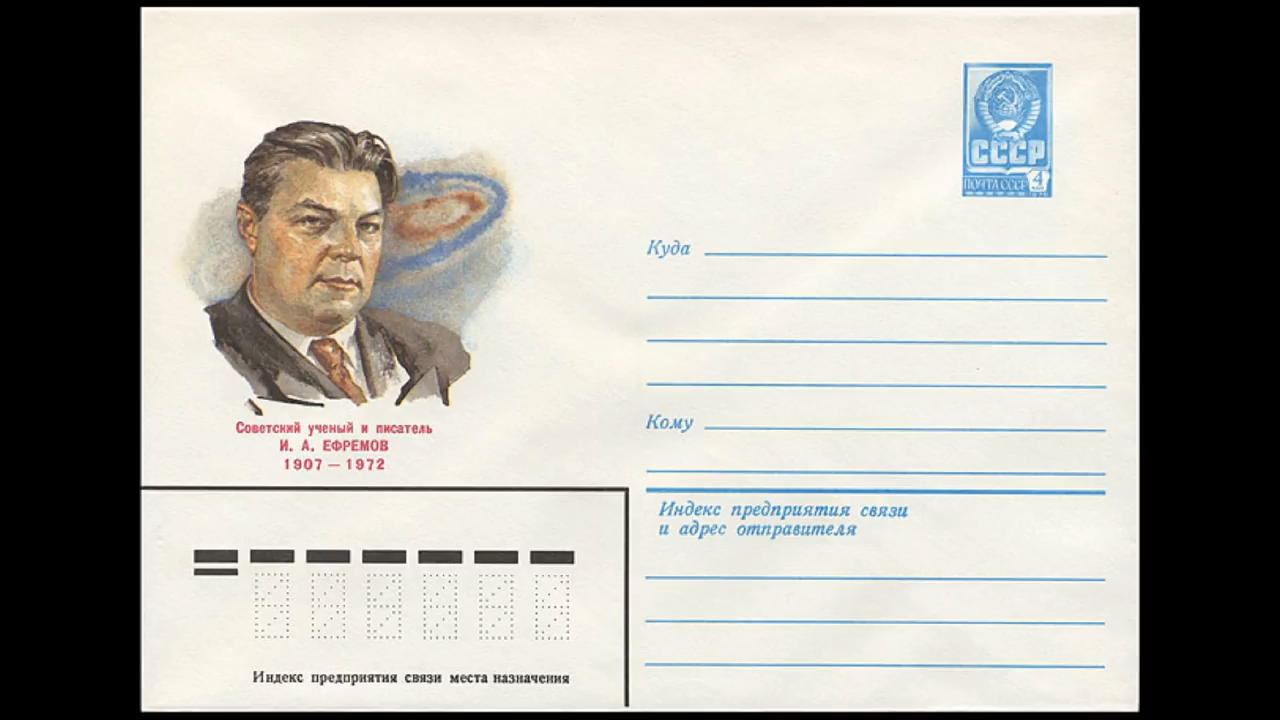 СССР
ПОЧТА СССР 4
Куда
Кому
Советский ученый и писатель
И. А. ЕФРЕМОВ
1907 — 1972
Индекс предприятия связи
и адрес отправителя
Индекс предприятия связи места назначения